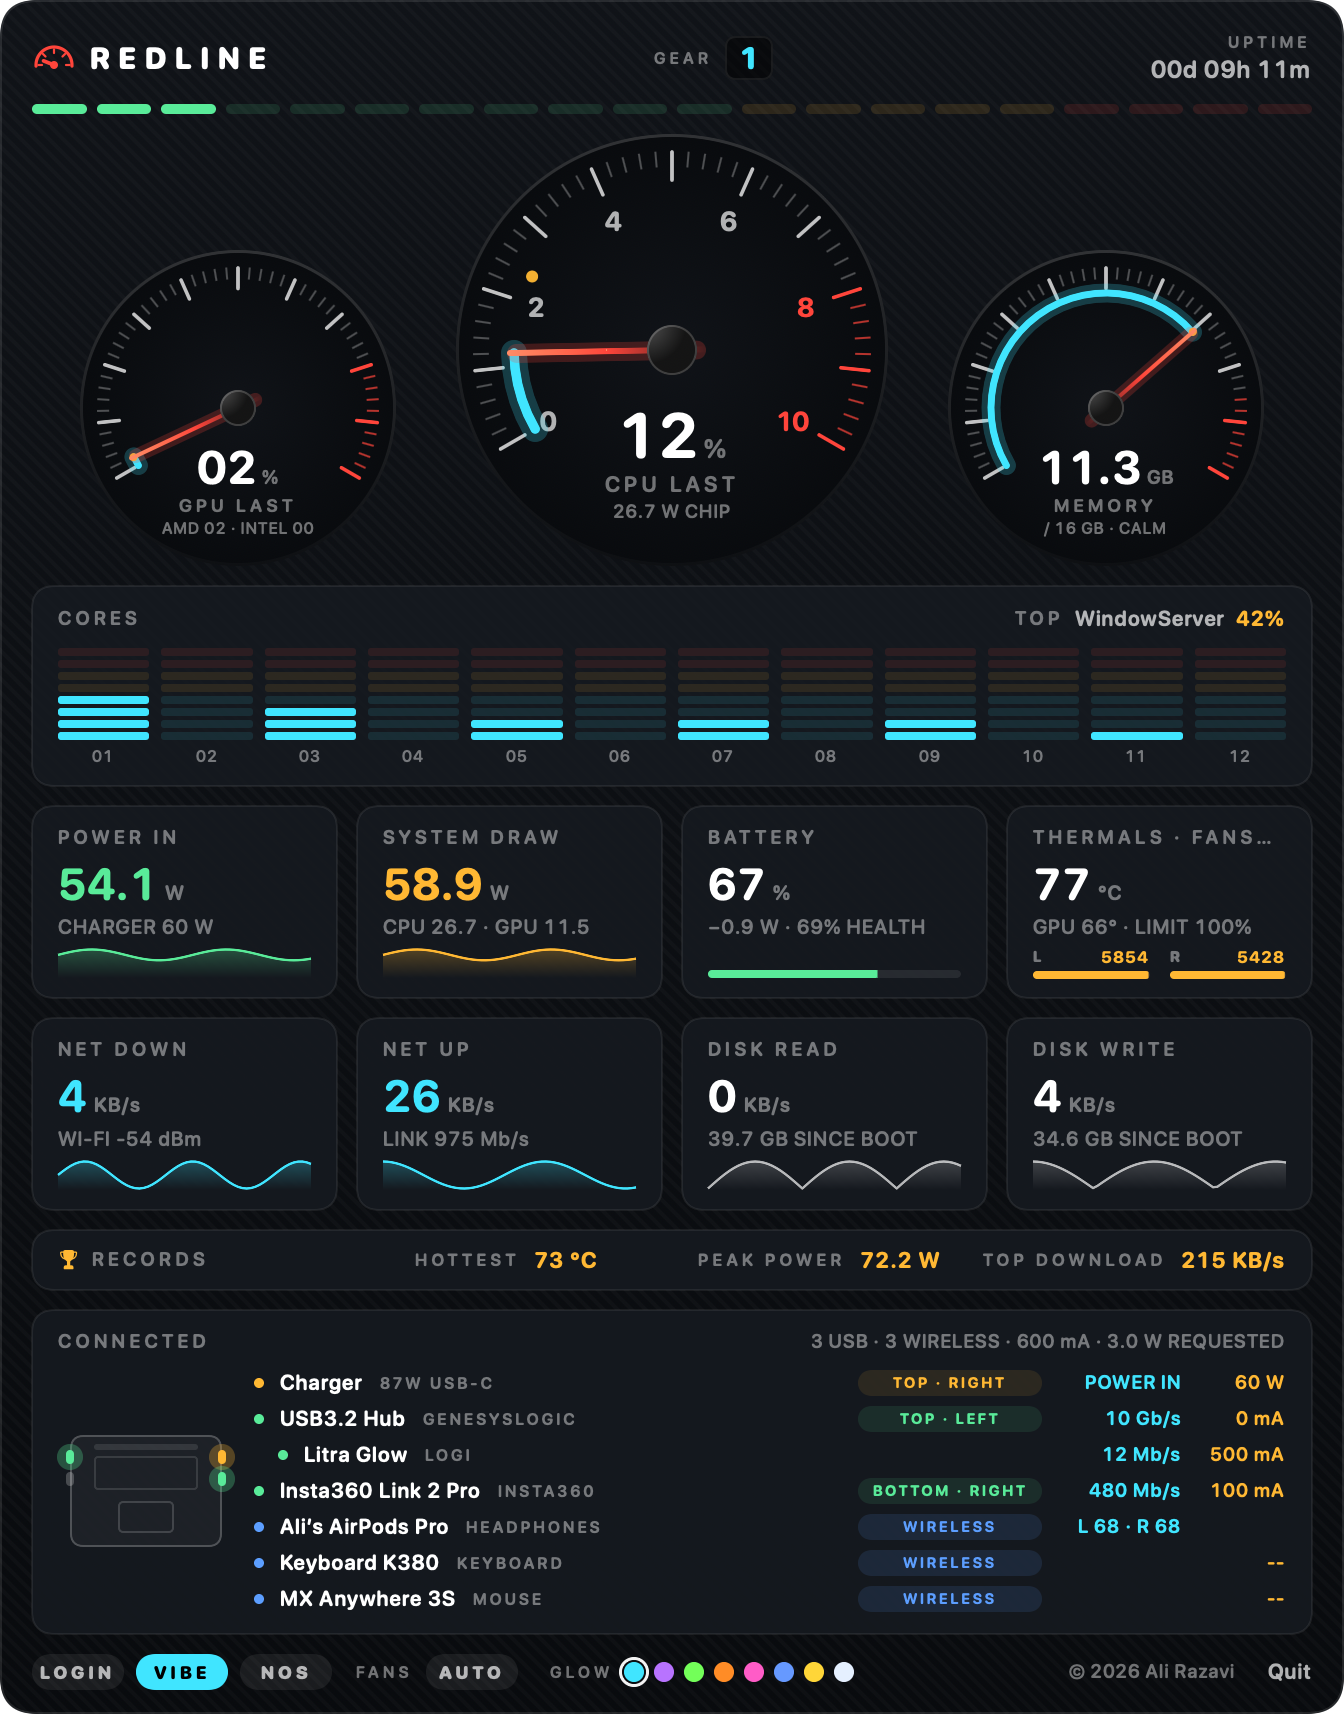 REDLINE
GEAR 1
UPTIME
00d 09h 11m
4 6
2 8
0 10
02 %
GPU LAST
AMD 02 · INTEL 00
12 %
CPU LAST
26.7 W CHIP
11.3 GB
MEMORY
/ 16 GB · CALM
CORES TOP WindowServer 42%
01 02 03 04 05 06 07 08 09 10 11 12
POWER IN
54.1 W
CHARGER 60 W
SYSTEM DRAW
58.9 W
CPU 26.7 · GPU 11.5
BATTERY
67 %
−0.9 W · 69% HEALTH
THERMALS · FANS…
77 °C
GPU 66° · LIMIT 100%
L 5854 R 5428
NET DOWN
4 KB/s
WI-FI -54 dBm
NET UP
26 KB/s
LINK 975 Mb/s
DISK READ
0 KB/s
39.7 GB SINCE BOOT
DISK WRITE
4 KB/s
34.6 GB SINCE BOOT
RECORDS HOTTEST 73 °C PEAK POWER 72.2 W TOP DOWNLOAD 215 KB/s
CONNECTED 3 USB · 3 WIRELESS · 600 mA · 3.0 W REQUESTED
Charger 87W USB-C TOP · RIGHT POWER IN 60 W
USB3.2 Hub GENESYSLOGIC TOP · LEFT 10 Gb/s 0 mA
Litra Glow LOGI 12 Mb/s 500 mA
Insta360 Link 2 Pro INSTA360 BOTTOM · RIGHT 480 Mb/s 100 mA
Ali's AirPods Pro HEADPHONES WIRELESS L 68 · R 68
Keyboard K380 KEYBOARD WIRELESS --
MX Anywhere 3S MOUSE WIRELESS --
LOGIN VIBE NOS FANS AUTO GLOW © 2026 Ali Razavi Quit